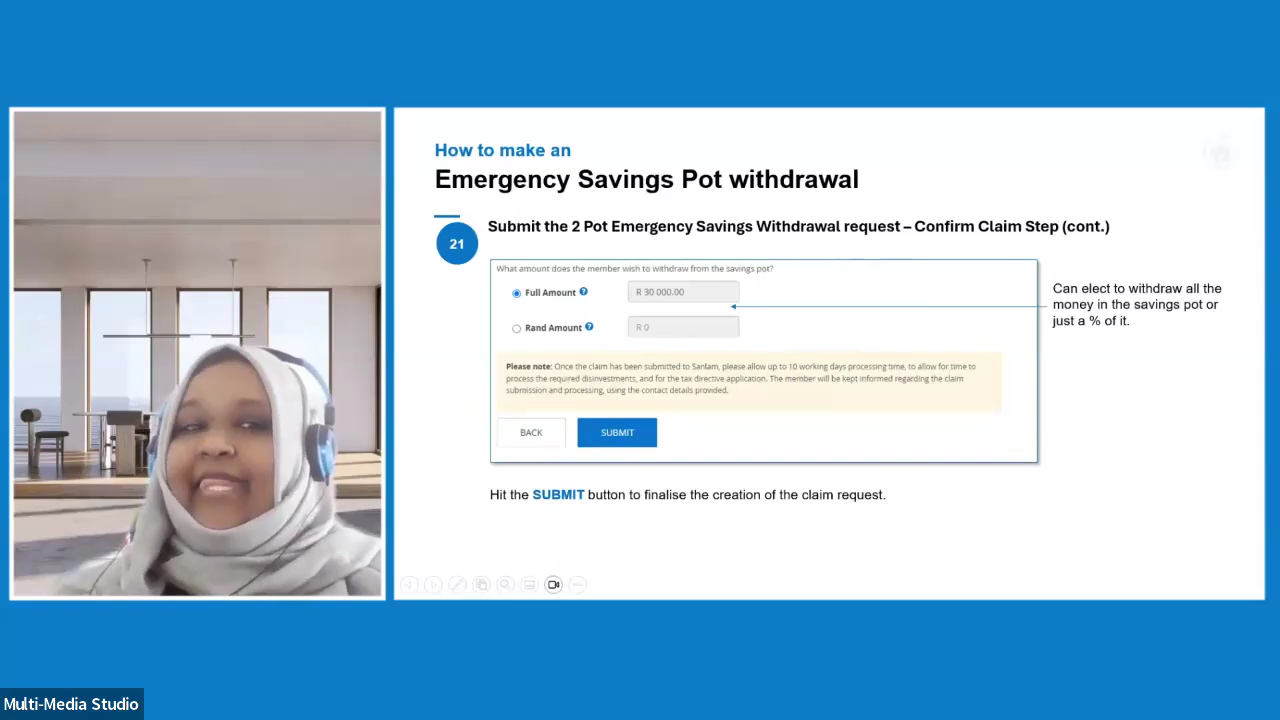 How to make an
Emergency Savings Pot withdrawal
21
Submit the 2 Pot Emergency Savings Withdrawal request – Confirm Claim Step (cont.)
What amount does the member wish to withdraw from the savings pot?
Full Amount ?
R 30 000.00
Rand Amount ?
R 0
Please note: Once the claim has been submitted to Sanlam, please allow up to 10 working days processing time, to allow for time to
process the required disinvestments, and for the tax directive application. The member will be kept informed regarding the claim
submission and processing, using the contact details provided.
BACK
SUBMIT
Can elect to withdraw all the
money in the savings pot or
just a % of it.
Hit the SUBMIT button to finalise the creation of the claim request.
Multi-Media Studio